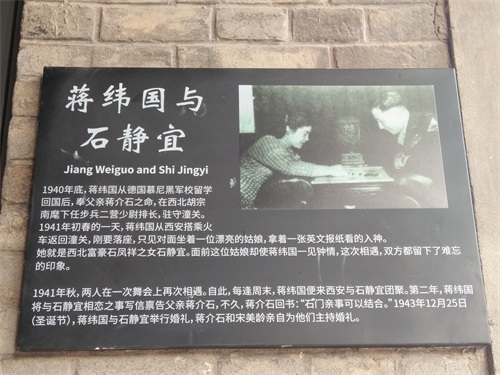 蒋纬国与
石静宜
Jiang Weiguo and Shi Jingyi
1940年底，蒋纬国从德国慕尼黑军校留学
回国后，奉父亲蒋介石之命，在西北胡宗
南麾下任步兵二营少尉排长，驻守潼关。
1941年初春的一天，蒋纬国从西安搭乘火
车返回潼关，刚要落座，只见对面坐着一位漂亮的姑娘，拿着一张英文报纸看的入神。
她就是西北富豪石凤祥之女石静宜。面前这位姑娘却使蒋纬国一见钟情，这次相遇，双方都留下了难忘
的印象。
1941年秋，两人在一次舞会上再次相遇。自此，每逢周末，蒋纬国便来西安与石静宜团聚。第二年，蒋纬国
将与石静宜相恋之事写信禀告父亲蒋介石，不久，蒋介石回书：“石门亲事可以结合。”1943年12月25日
（圣诞节），蒋纬国与石静宜举行婚礼，蒋介石和宋美龄亲自为他们主持婚礼。